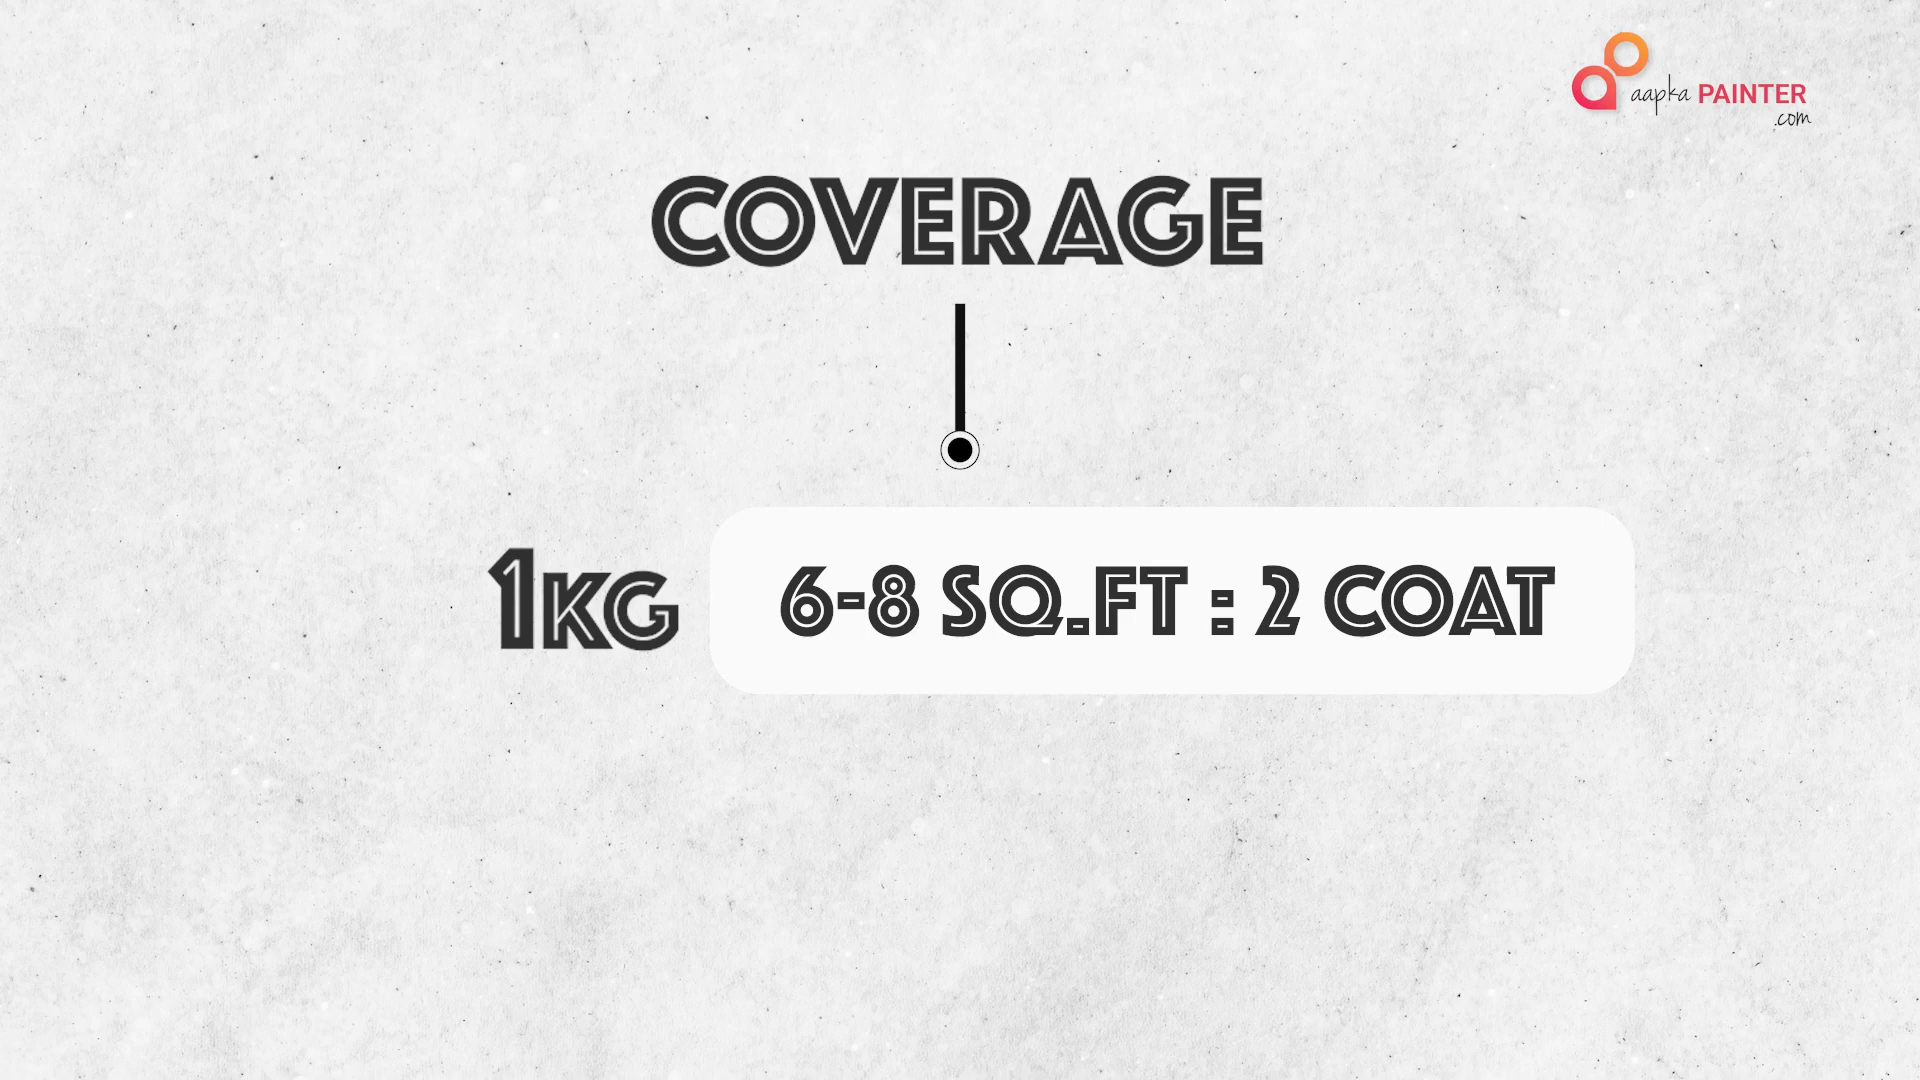 aapka PAINTER
.com
COVERAGE
1KG
6-8 SQ.FT : 2 COAT